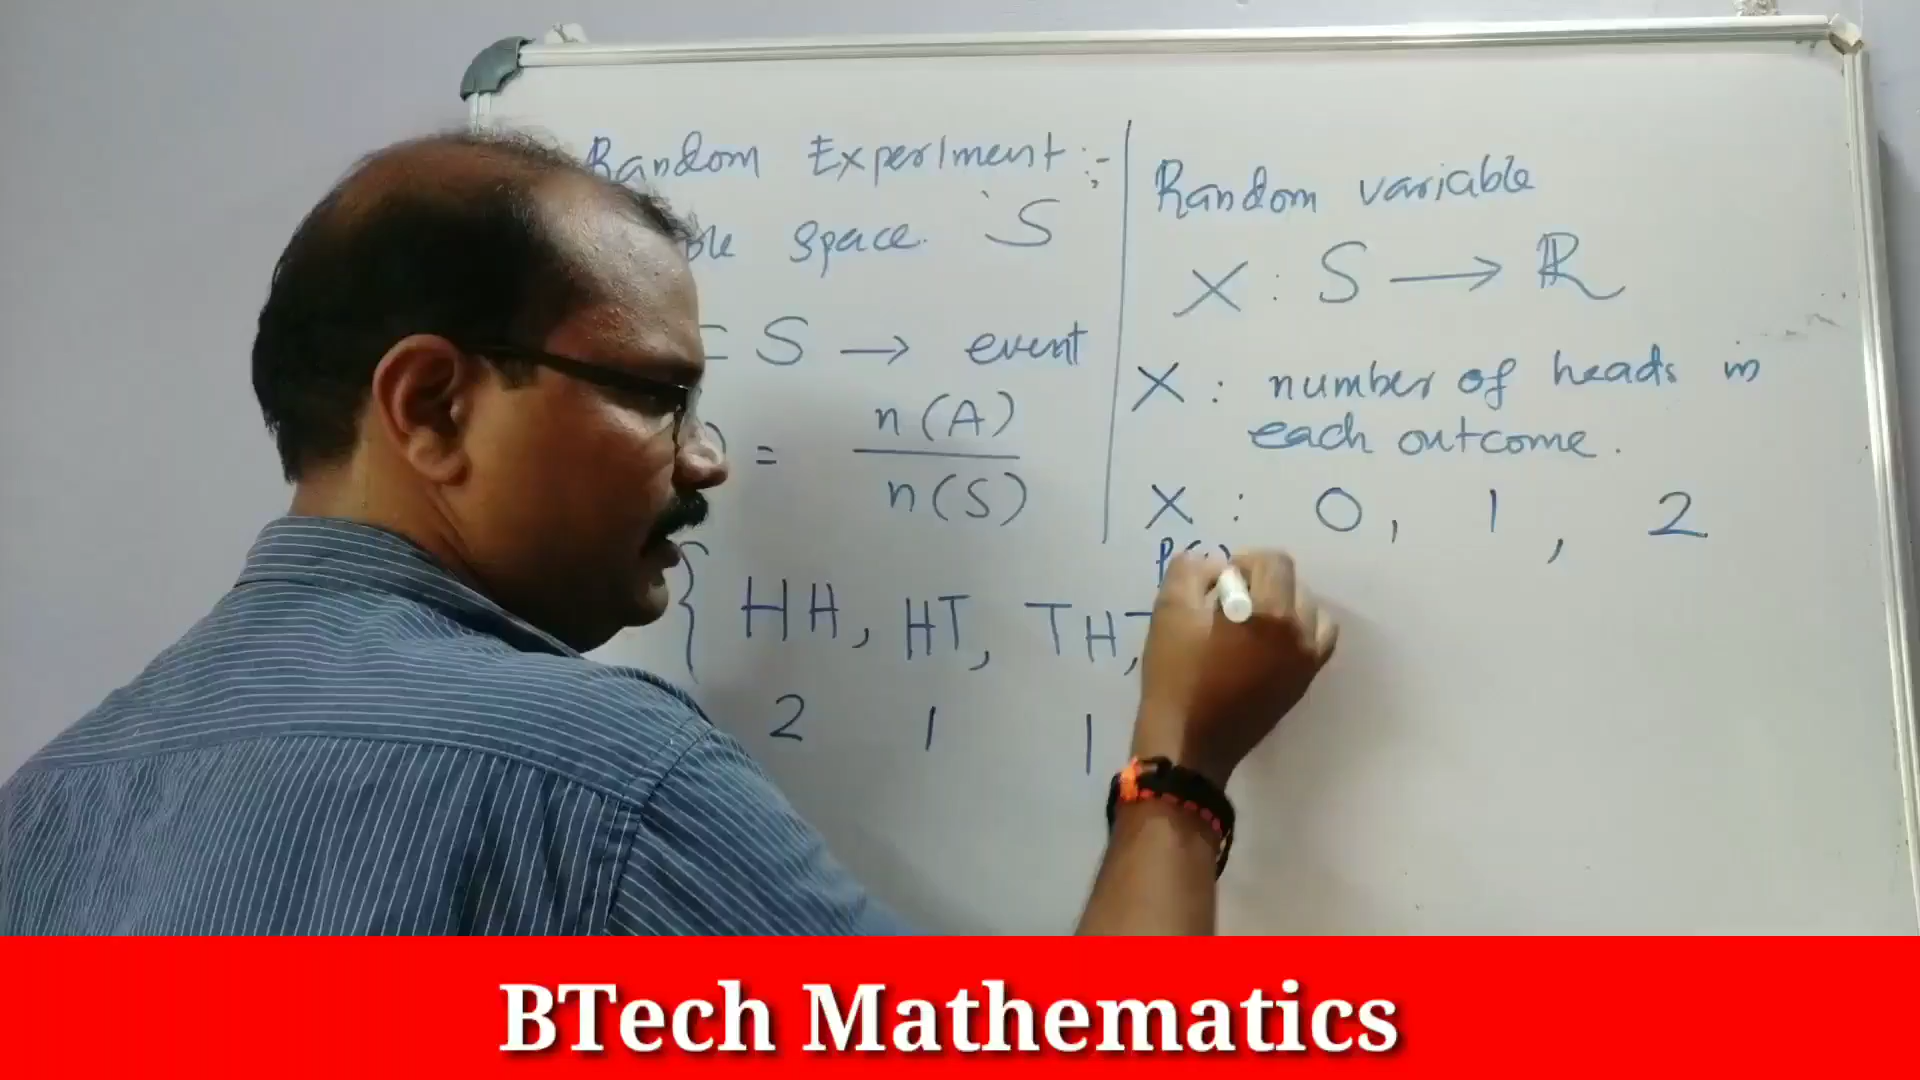 Random Experiment :-
space S
S → event
= n(A)
n(S)
{ HH, HT, TH,
2 1 1
Random variable
X : S → ℝ
X : number of heads in
each outcome.
X : 0, 1, 2
BTech Mathematics